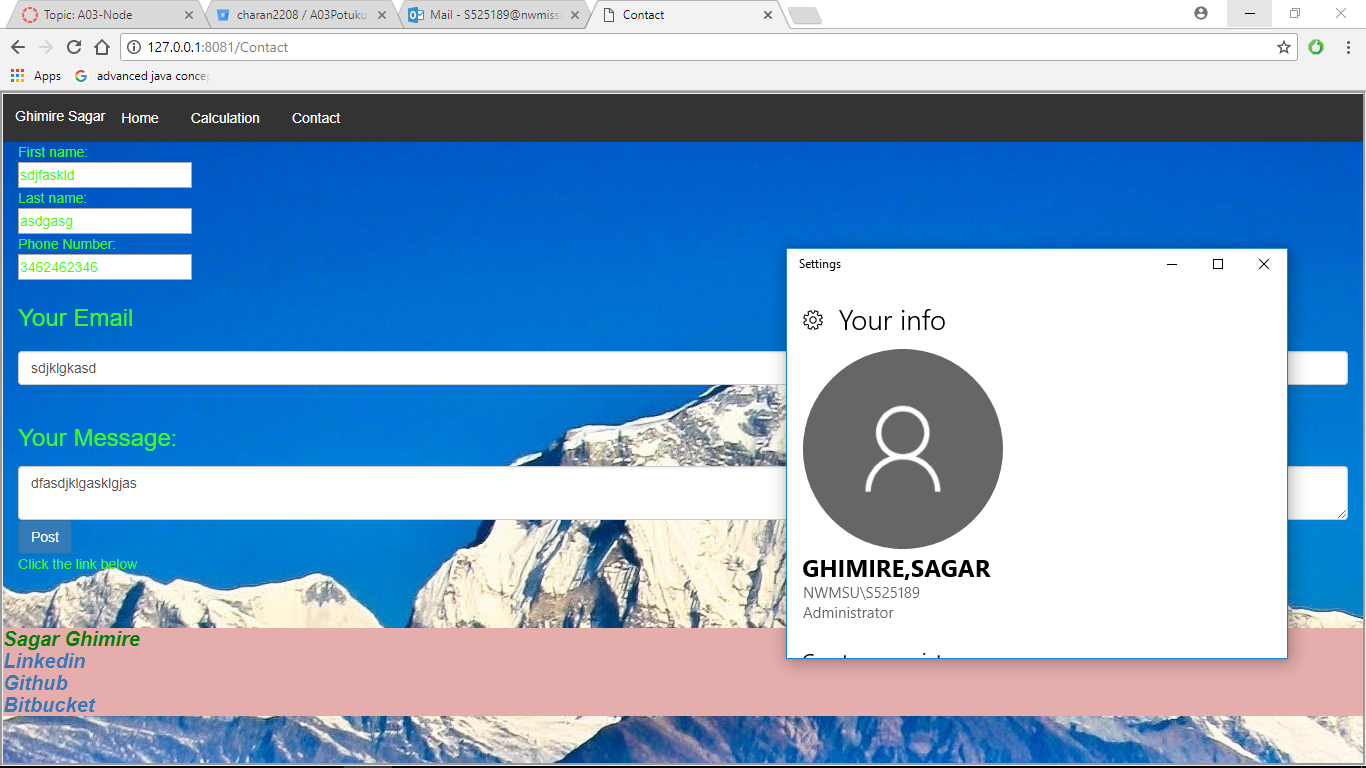 Topic: A03-Node
charan2208 / A03Potuku
Mail - S525189@nwmiss
Contact
127.0.0.1:8081/Contact
Apps
advanced java conce
Ghimire Sagar Home Calculation Contact
First name:
sdjfaskld
Last name:
asdgasg
Phone Number:
3462462346
Your Email
sdjklgkasd
Your Message:
dfasdjklgasklgjas
Post
Click the link below
Sagar Ghimire
Linkedin
Github
Bitbucket
Settings
Your info
GHIMIRE,SAGAR
NWMSU\S525189
Administrator